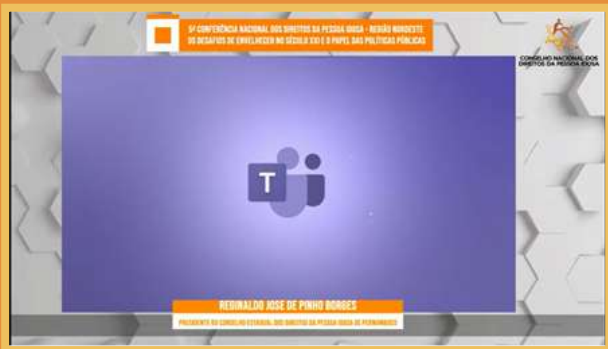 5ª CONFERÊNCIA NACIONAL DOS DIREITOS DA PESSOA IDOSA - REGIÃO NORDESTE
OS DESAFIOS DE ENVELHECER NO SÉCULO XXI E O PAPEL DAS POLÍTICAS PÚBLICAS
CONSELHO NACIONAL DOS
DIREITOS DA PESSOA IDOSA
T
REGINALDO JOSE DE PINHO BORGES
PRESIDENTE DO CONSELHO ESTADUAL DOS DIREITOS DA PESSOA IDOSA DE PERNAMBUCO